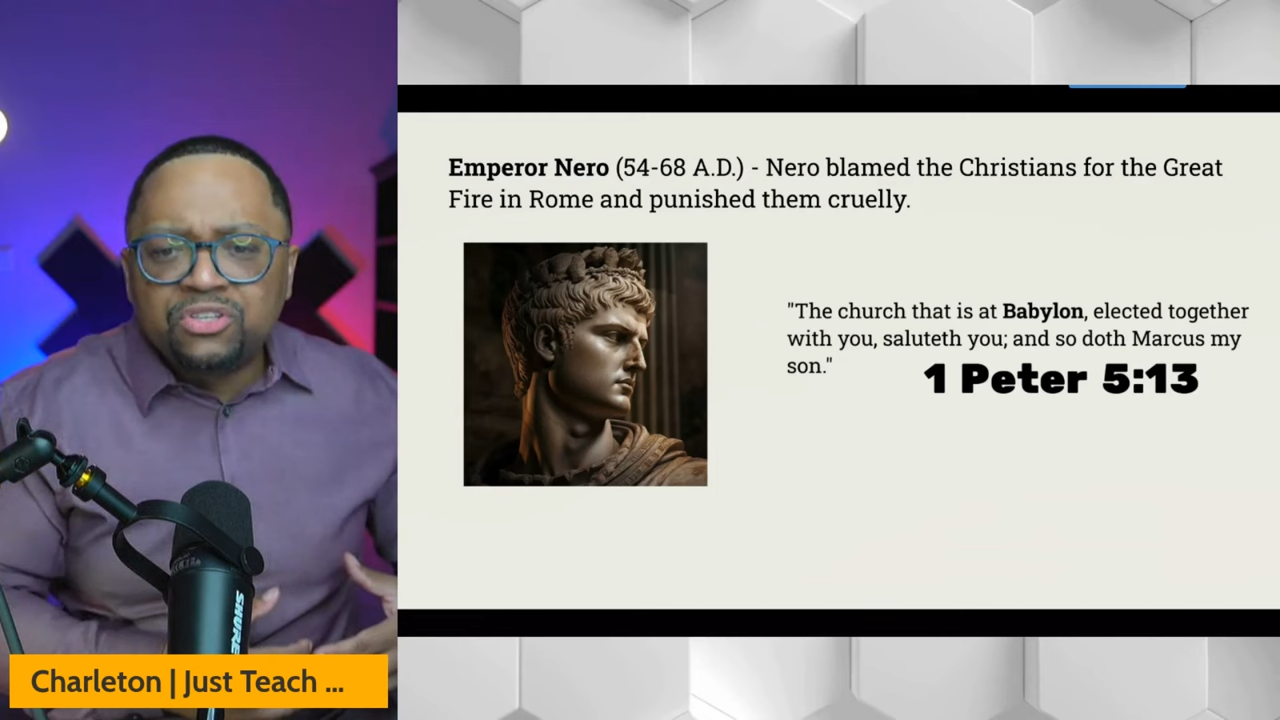 Emperor Nero (54-68 A.D.) - Nero blamed the Christians for the Great
Fire in Rome and punished them cruelly.
"The church that is at Babylon, elected together
with you, saluteth you; and so doth Marcus my
son."
1 Peter 5:13
SHURE
Charleton | Just Teach ...